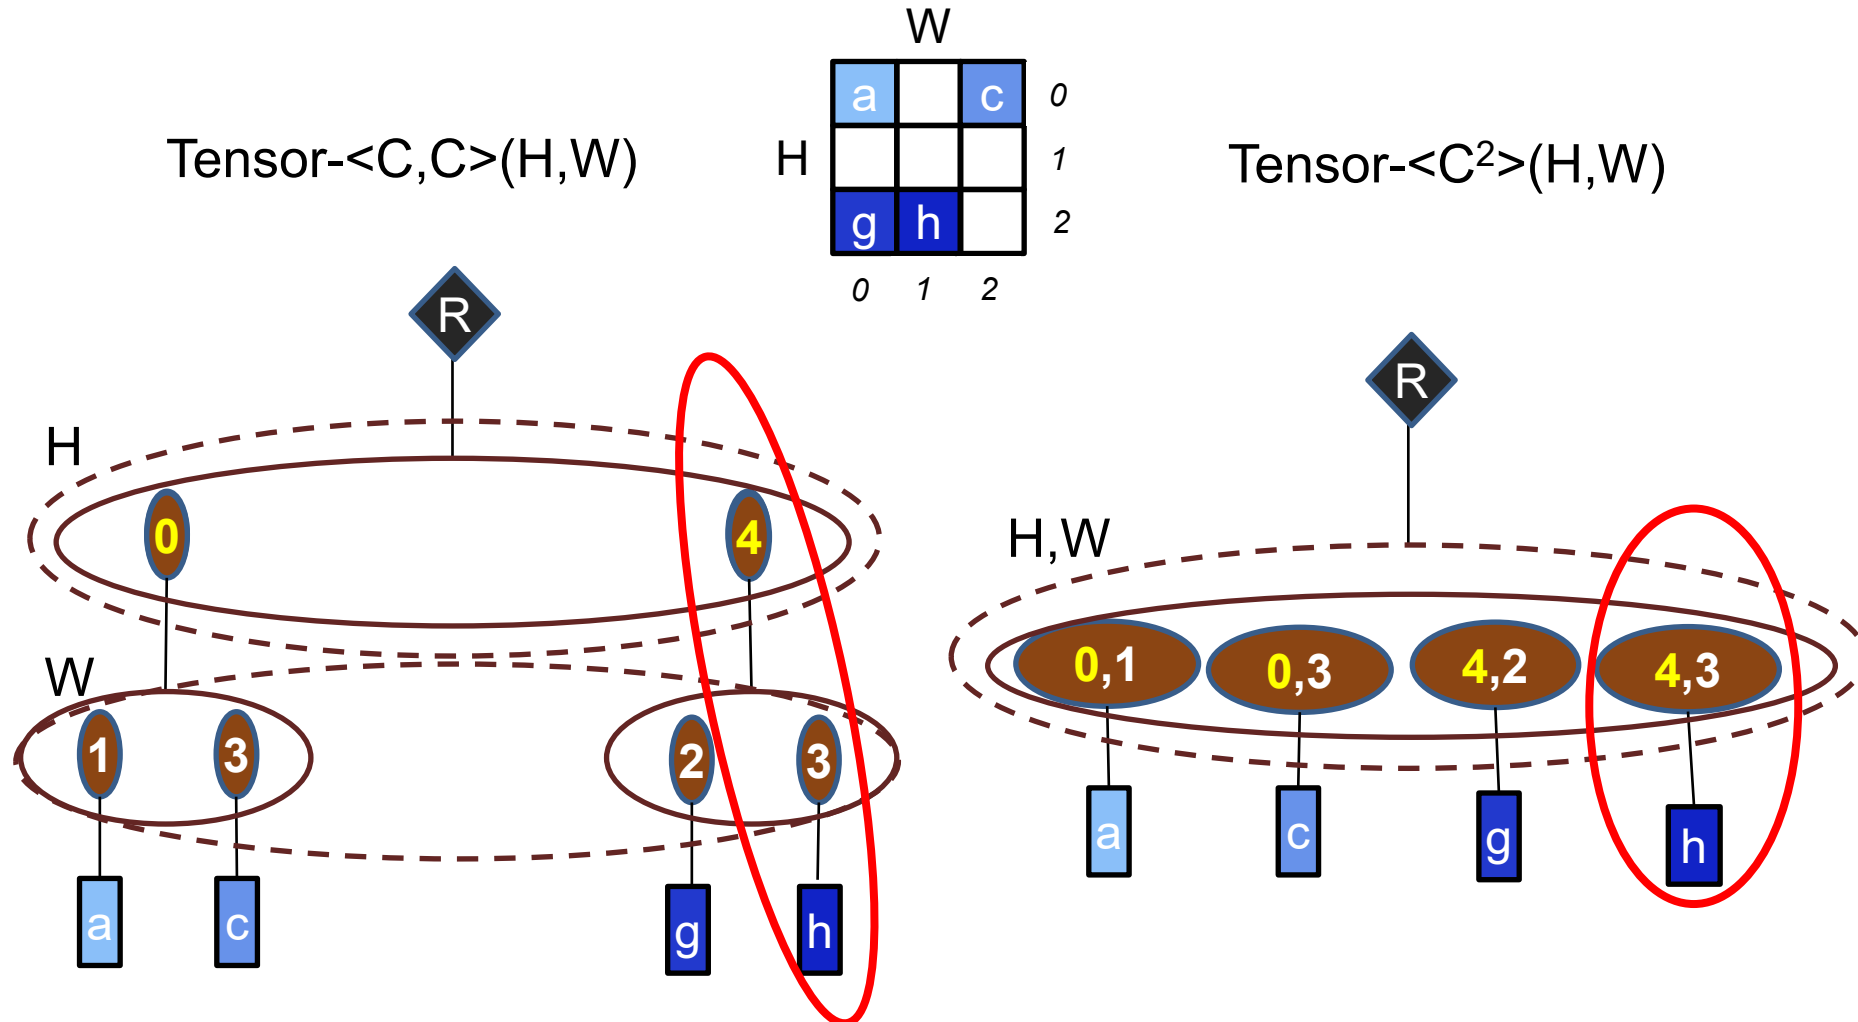 W
a c 0
Tensor-<C,C>(H,W)
H
1
Tensor-<C²>(H,W)
g h 2
0 1 2
R
R
H
0 4
H,W
W
1 3 2 3
0,1 0,3 4,2 4,3
a c g h
a c g h